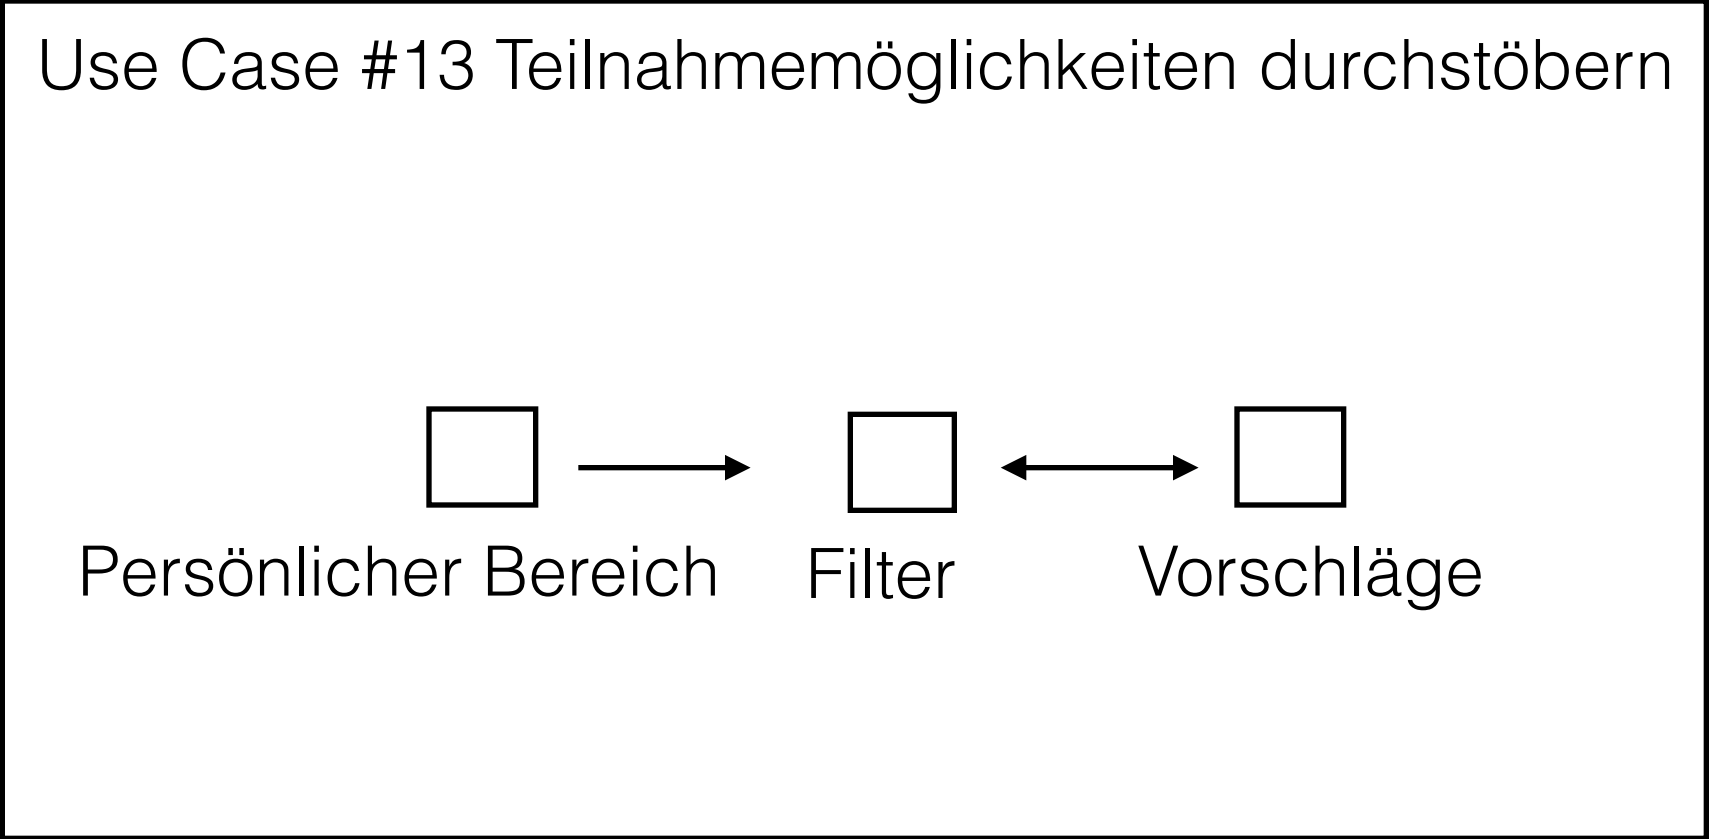 Use Case #13 Teilnahmemöglichkeiten durchstöbern
Persönlicher Bereich
Filter
Vorschläge